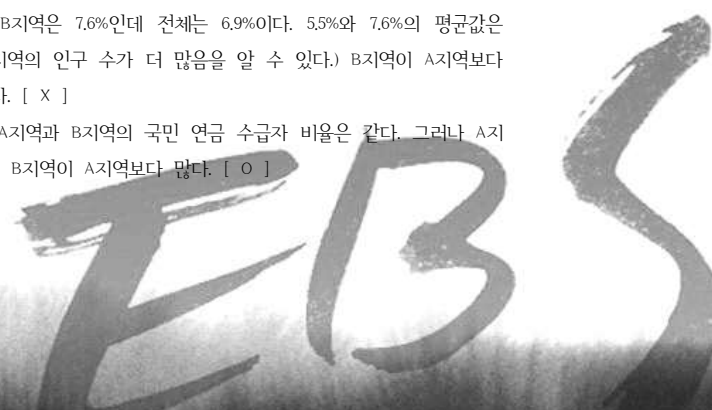 B지역은 7.6%인데 전체는 6.9%이다. 5.5%와 7.6%의 평균값은
지역의 인구 수가 더 많음을 알 수 있다.) B지역이 A지역보다
다. [ X ]
A지역과 B지역의 국민 연금 수급자 비율은 같다. 그러나 A지
B지역이 A지역보다 많다. [ O ]
EBS